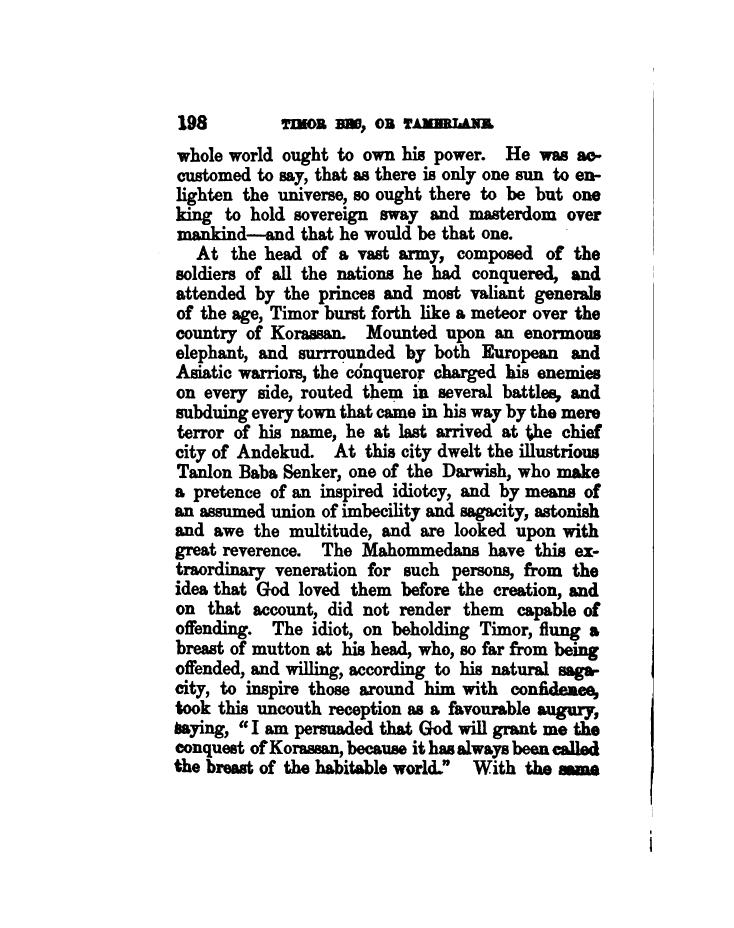 198 TIMOR BEG, OR TAMERLANE.
whole world ought to own his power. He was ac-
customed to say, that as there is only one sun to en-
lighten the universe, so ought there to be but one
king to hold sovereign sway and masterdom over
mankind—and that he would be that one.
At the head of a vast army, composed of the
soldiers of all the nations he had conquered, and
attended by the princes and most valiant generals
of the age, Timor burst forth like a meteor over the
country of Korassan. Mounted upon an enormous
elephant, and surrrounded by both European and
Asiatic warriors, the conqueror charged his enemies
on every side, routed them in several battles, and
subduing every town that came in his way by the mere
terror of his name, he at last arrived at the chief
city of Andekud. At this city dwelt the illustrious
Tanlon Baba Senker, one of the Darwish, who make
a pretence of an inspired idiotcy, and by means of
an assumed union of imbecility and sagacity, astonish
and awe the multitude, and are looked upon with
great reverence. The Mahommedans have this ex-
traordinary veneration for such persons, from the
idea that God loved them before the creation, and
on that account, did not render them capable of
offending. The idiot, on beholding Timor, flung a
breast of mutton at his head, who, so far from being
offended, and willing, according to his natural saga-
city, to inspire those around him with confidence,
took this uncouth reception as a favourable augury,
saying, "I am persuaded that God will grant me the
conquest of Korassan, because it has always been called
the breast of the habitable world." With the same